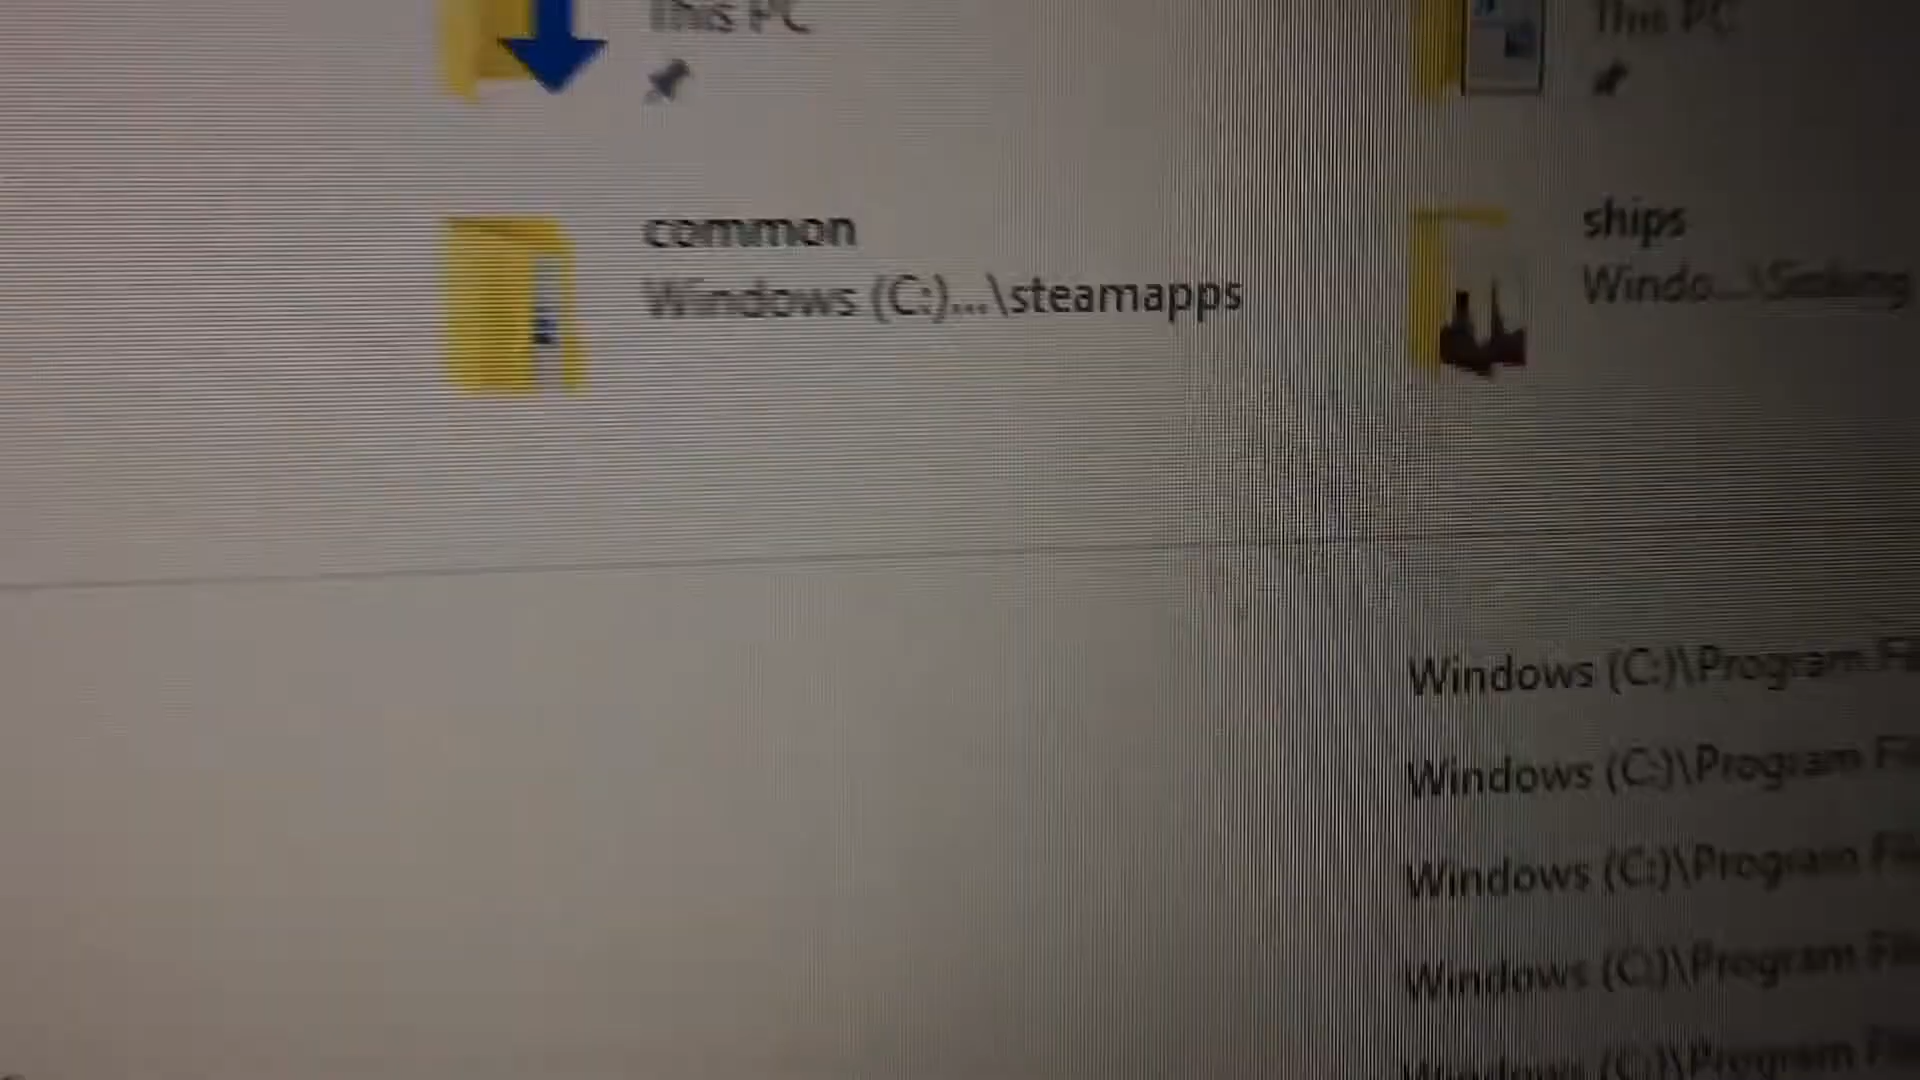 This PC
This PC
common
Windows (C:)...\steamapps
ships
Windo...\Sinking
Windows (C:)\Program Fi
Windows (C:)\Program Fi
Windows (C:)\Program Fi
Windows (C:)\Program Fi
Windows (C:)\Program F